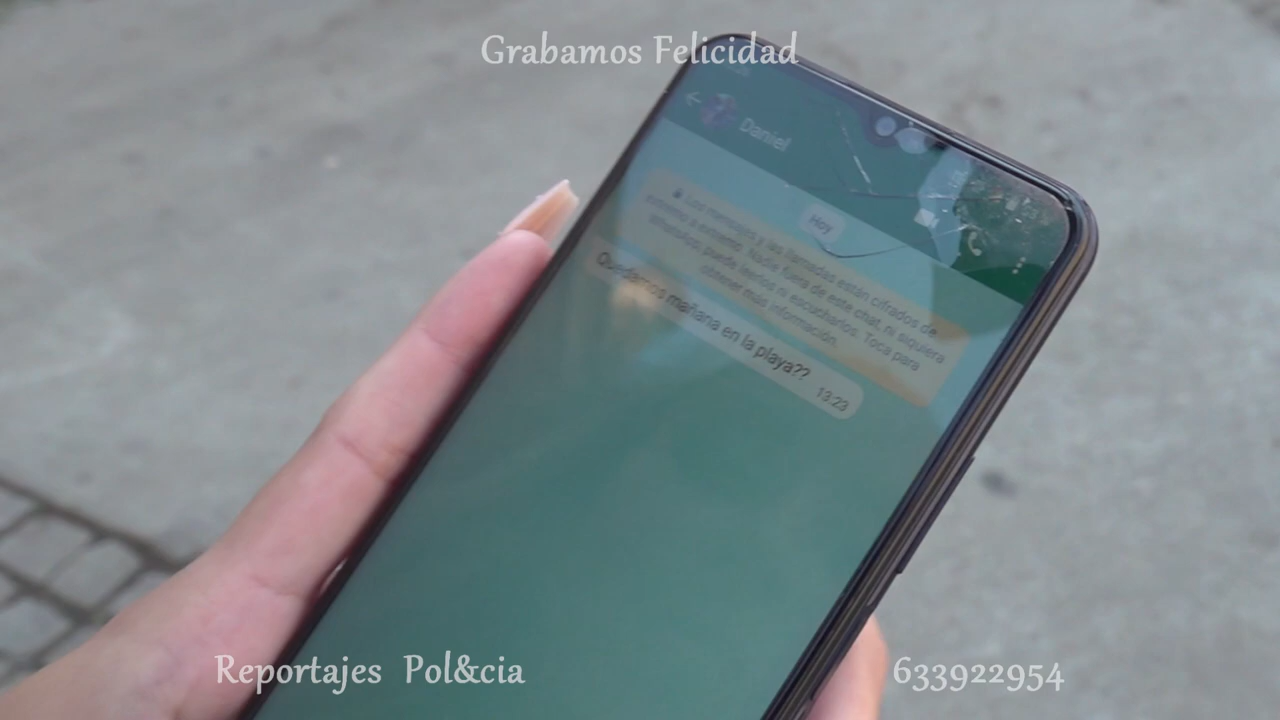 Grabamos Felicidad
Daniel
Hoy
Los mensajes y las llamadas están cifrados de
extremo a extremo. Nadie fuera de este chat, ni siquiera
WhatsApp, puede leerlos ni escucharlos. Toca para
obtener más información.
Quedamos mañana en la playa??
13:23
Reportajes Pol&cia
633922954